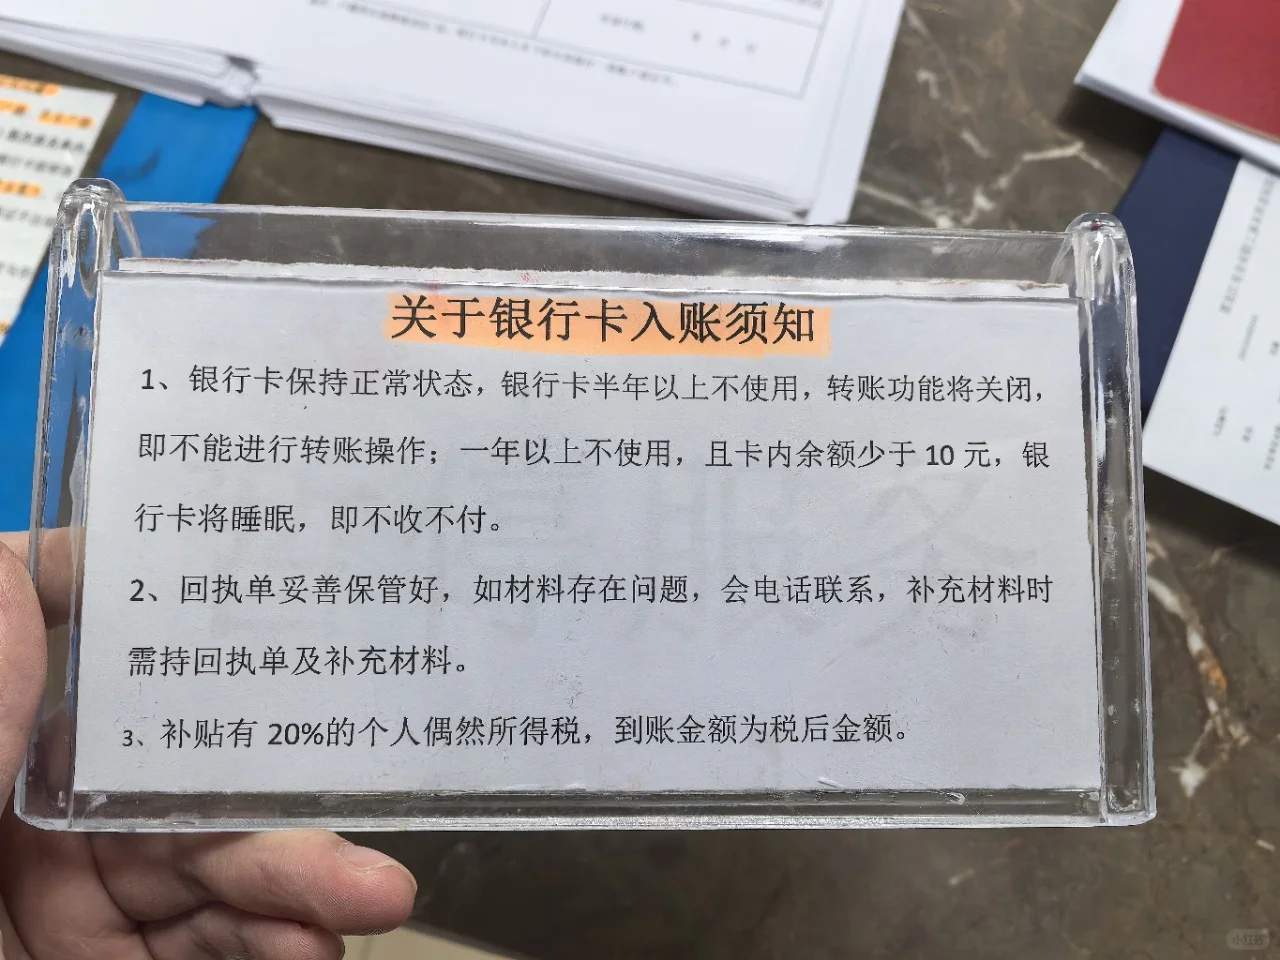 关于银行卡入账须知
1、银行卡保持正常状态，银行卡半年以上不使用，转账功能将关闭，
即不能进行转账操作；一年以上不使用，且卡内余额少于 10 元，银
行卡将睡眠，即不收不付。
2、回执单妥善保管好，如材料存在问题，会电话联系，补充材料时
需持回执单及补充材料。
3、补贴有 20%的个人偶然所得税，到账金额为税后金额。
小红书